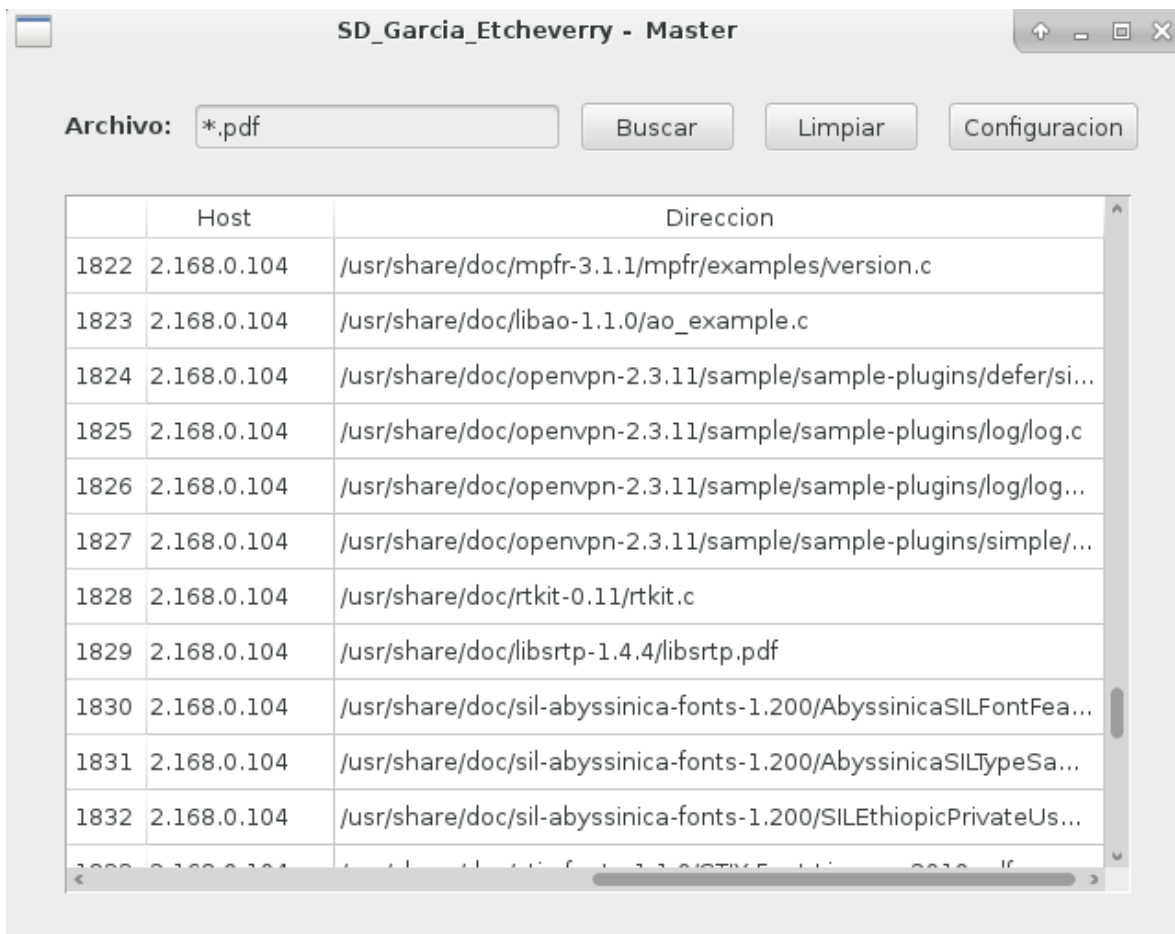 SD_Garcia_Etcheverry - Master
Archivo: *.pdf Buscar Limpiar Configuracion
Host Direccion
1822 2.168.0.104 /usr/share/doc/mpfr-3.1.1/mpfr/examples/version.c
1823 2.168.0.104 /usr/share/doc/libao-1.1.0/ao_example.c
1824 2.168.0.104 /usr/share/doc/openvpn-2.3.11/sample/sample-plugins/defer/si...
1825 2.168.0.104 /usr/share/doc/openvpn-2.3.11/sample/sample-plugins/log/log.c
1826 2.168.0.104 /usr/share/doc/openvpn-2.3.11/sample/sample-plugins/log/log...
1827 2.168.0.104 /usr/share/doc/openvpn-2.3.11/sample/sample-plugins/simple/...
1828 2.168.0.104 /usr/share/doc/rtkit-0.11/rtkit.c
1829 2.168.0.104 /usr/share/doc/libsrtp-1.4.4/libsrtp.pdf
1830 2.168.0.104 /usr/share/doc/sil-abyssinica-fonts-1.200/AbyssinicaSILFontFea...
1831 2.168.0.104 /usr/share/doc/sil-abyssinica-fonts-1.200/AbyssinicaSILTypeSa...
1832 2.168.0.104 /usr/share/doc/sil-abyssinica-fonts-1.200/SILEthiopicPrivateUs...